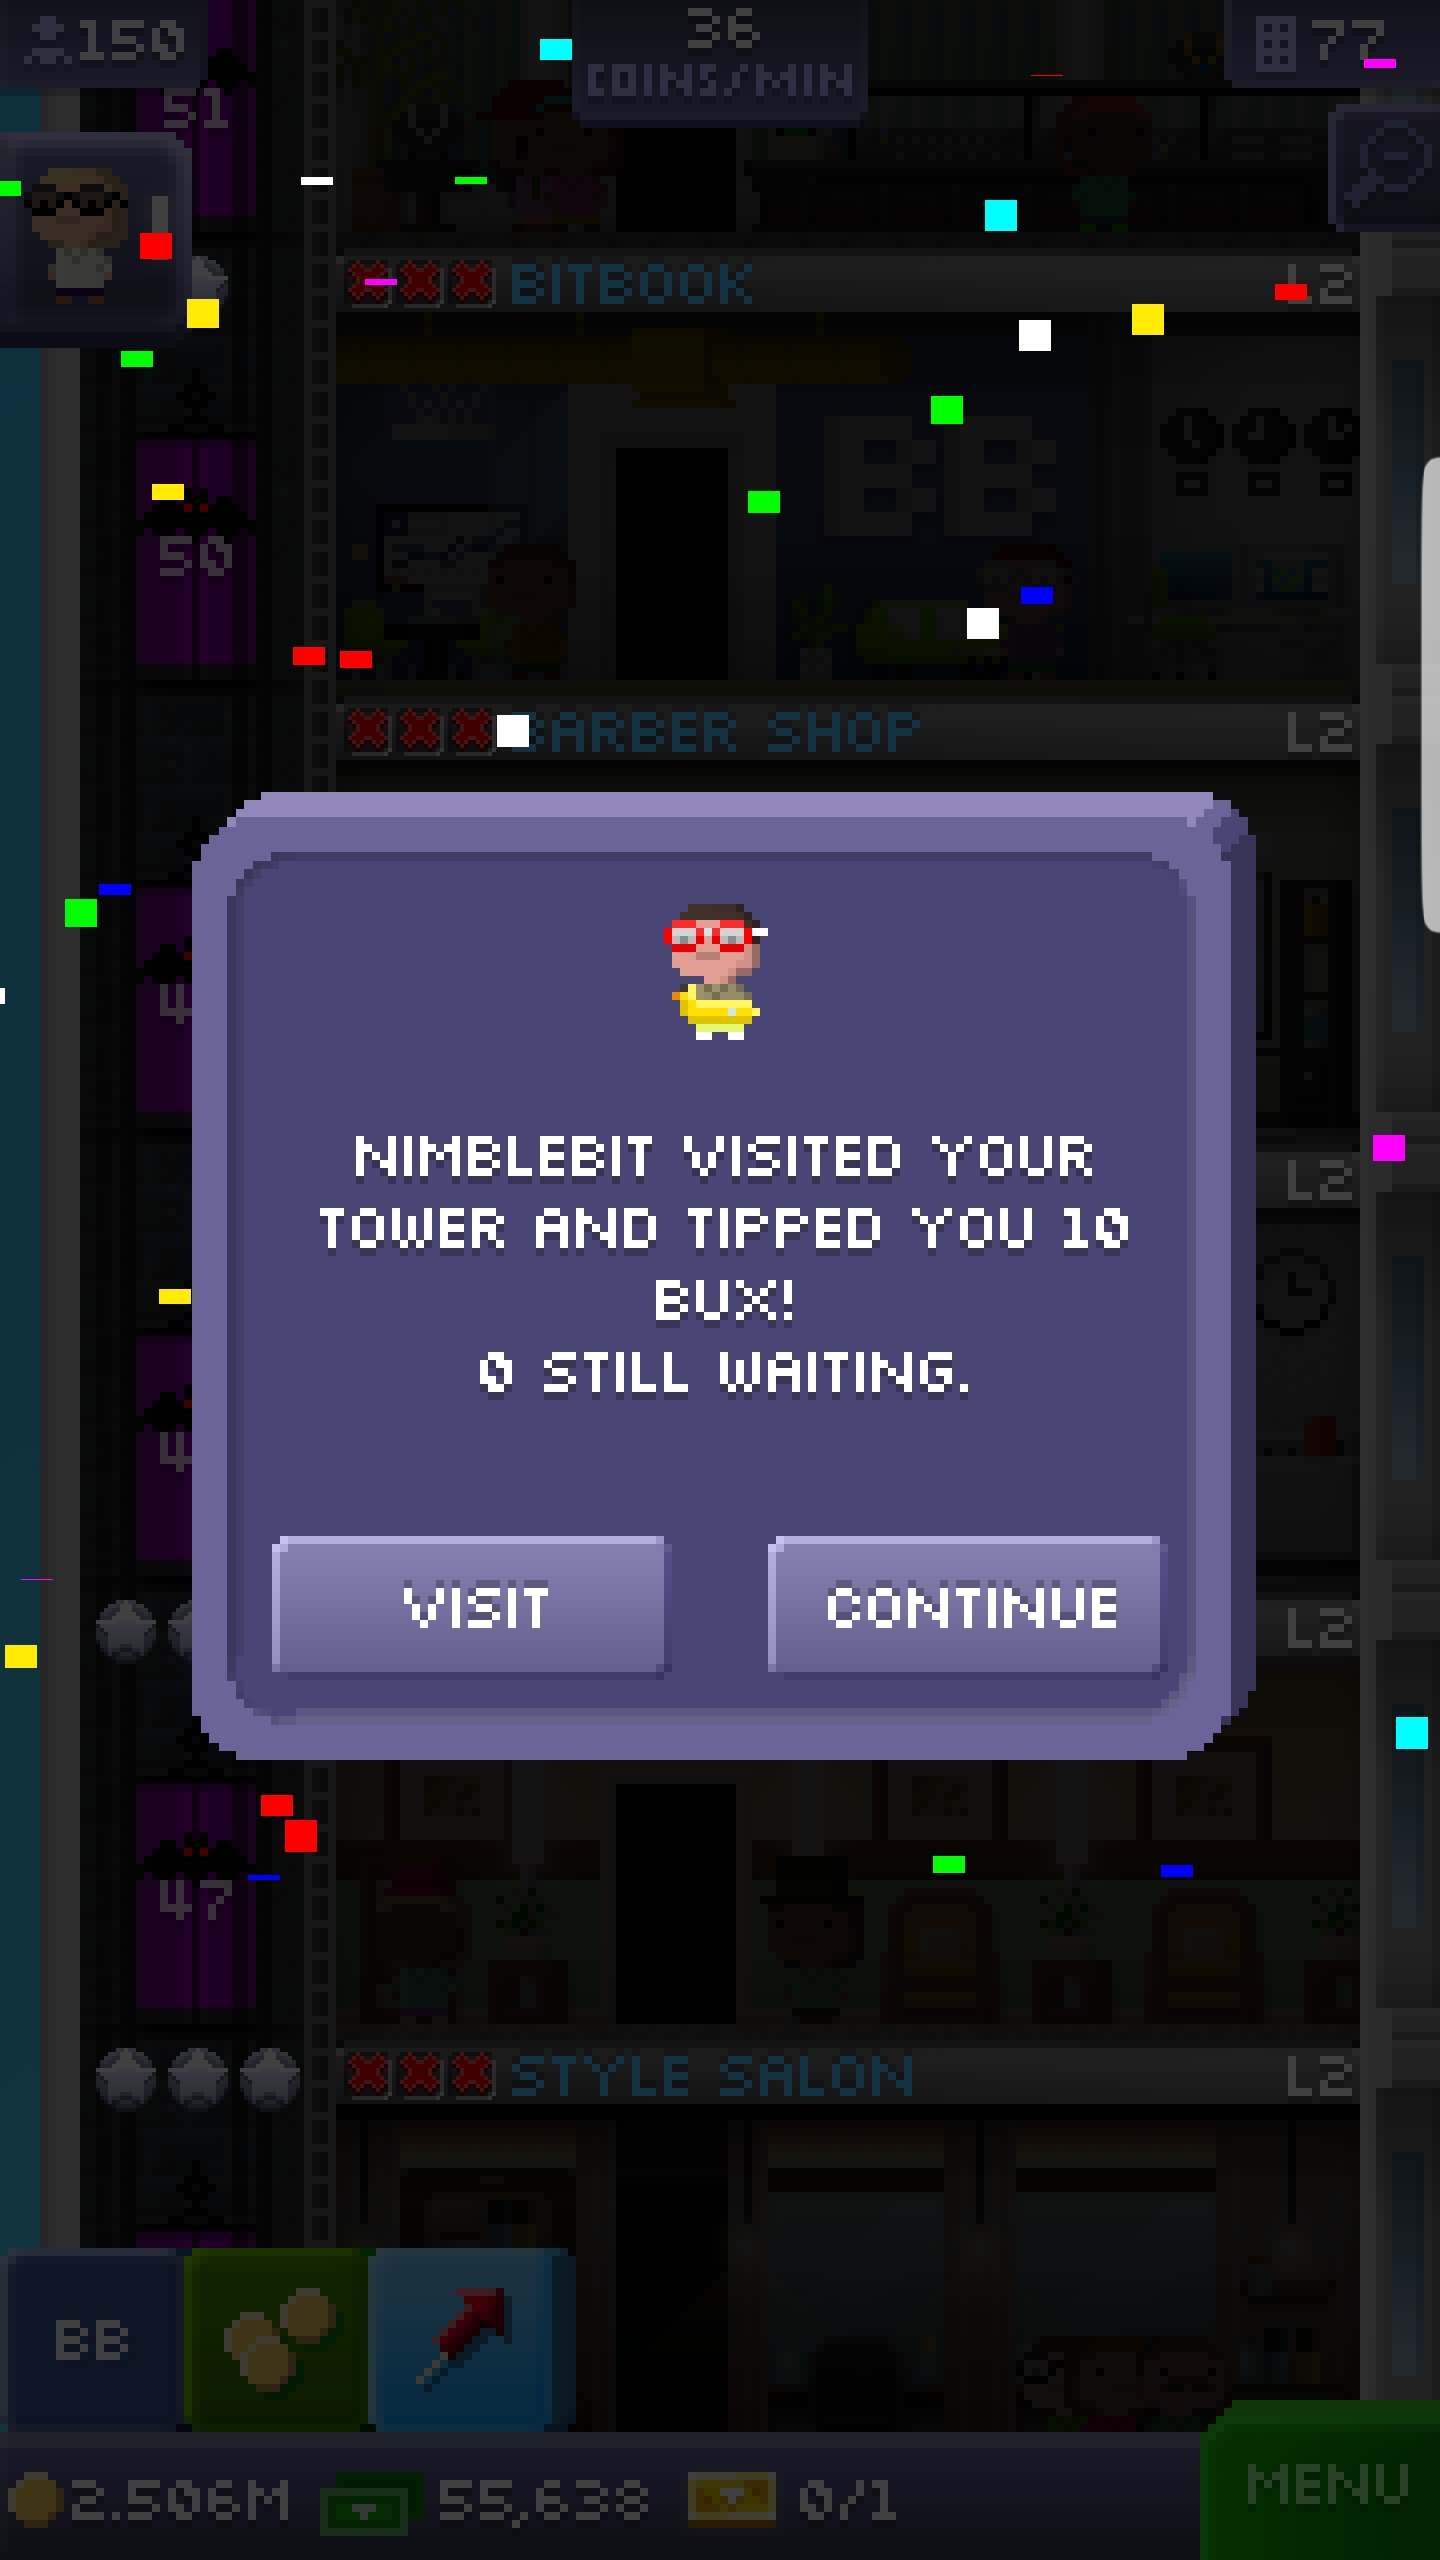 150
36
COINS/MIN
77
51
BITBOOK
L2
BB
50
BARBER SHOP
L2
L2
NIMBLEBIT VISITED YOUR
TOWER AND TIPPED YOU 10
BUX!
0 STILL WAITING.
VISIT
CONTINUE
L2
47
STYLE SALON
L2
BB
2.506M
55,638
0/1
MENU